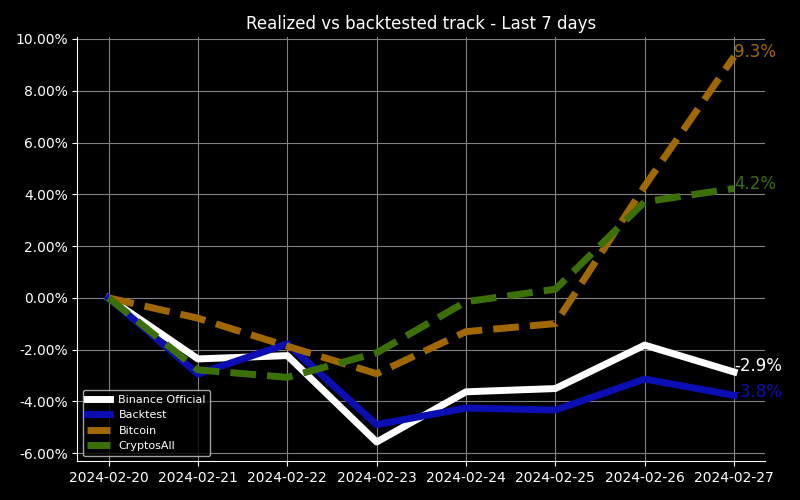 Realized vs backtested track - Last 7 days
10.00%
8.00%
6.00%
4.00%
2.00%
0.00%
-2.00%
-4.00%
-6.00%
9.3%
4.2%
-2.9%
-3.8%
Binance Official
Backtest
Bitcoin
CryptosAll
2024-02-20 2024-02-21 2024-02-22 2024-02-23 2024-02-24 2024-02-25 2024-02-26 2024-02-27